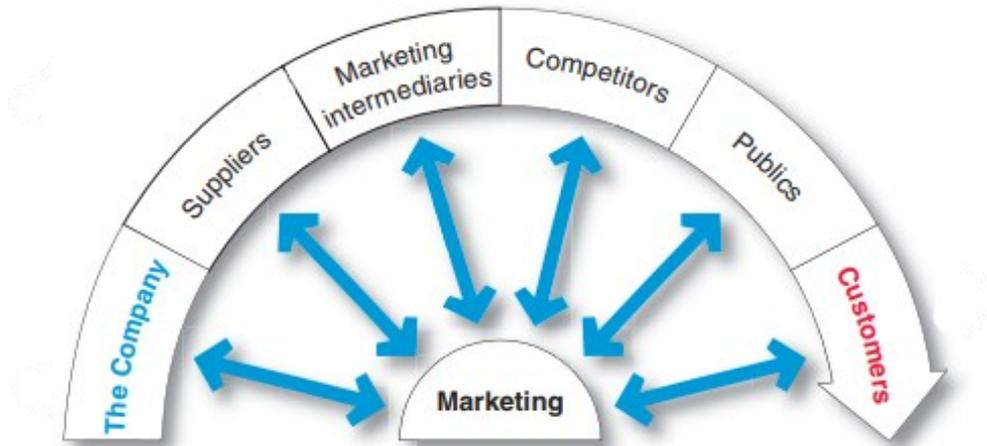 The Company
Suppliers
Marketing
intermediaries
Competitors
Publics
Customers
Marketing